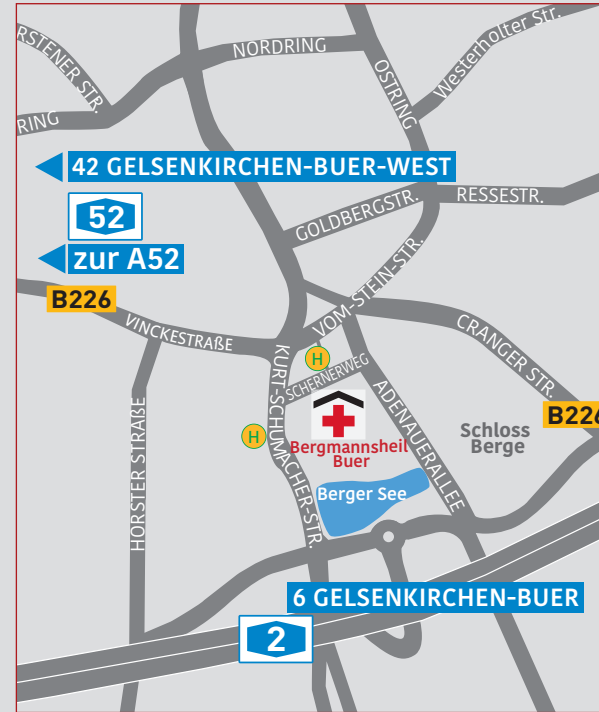 RSTENER STR.
NORDRING
OSTRING
Westerholter Str.
RING
42 GELSENKIRCHEN-BUER-WEST
52
zur A52
GOLDBERGSTR.
RESSESTR.
B226
VINCKESTRAẞE
VOM-STEIN-STR.
CRANGER STR.
H
SCHERNERWEG
KURT-SCHUMACHER-STR.
ADENAUERALLEE
H
HORSTER STRAẞE
Bergmannsheil
Buer
Schloss
Berge
B226
Berger See
6 GELSENKIRCHEN-BUER
2